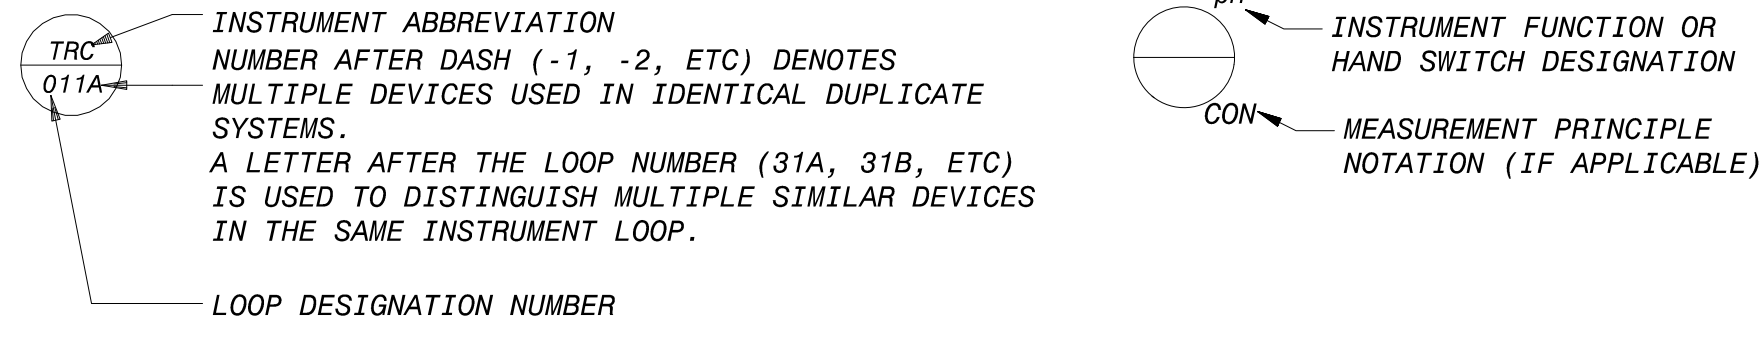 TRC
011A
INSTRUMENT ABBREVIATION
NUMBER AFTER DASH (-1, -2, ETC) DENOTES
MULTIPLE DEVICES USED IN IDENTICAL DUPLICATE
SYSTEMS.
A LETTER AFTER THE LOOP NUMBER (31A, 31B, ETC)
IS USED TO DISTINGUISH MULTIPLE SIMILAR DEVICES
IN THE SAME INSTRUMENT LOOP.
LOOP DESIGNATION NUMBER
pH
INSTRUMENT FUNCTION OR
HAND SWITCH DESIGNATION
CON
MEASUREMENT PRINCIPLE
NOTATION (IF APPLICABLE)